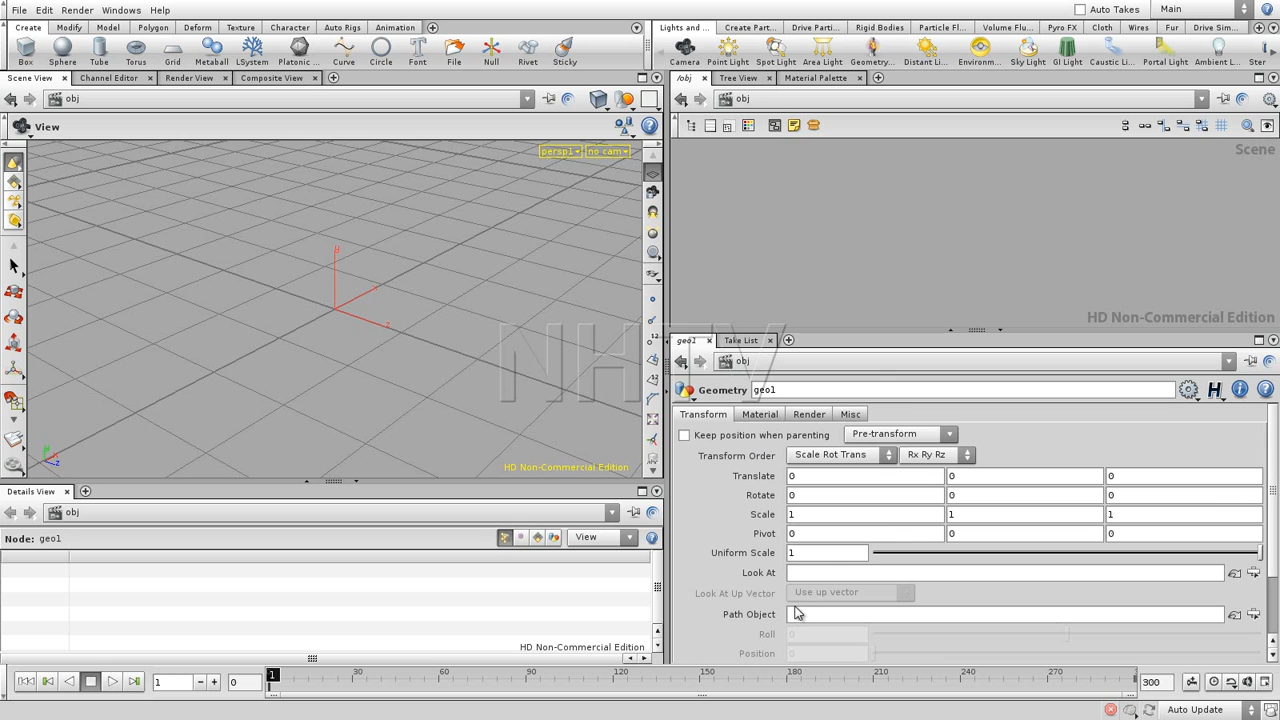 File Edit Render Windows Help Auto Takes Main
Create Modify Model Polygon Deform Texture Character Auto Rigs Animation
Lights and ... Create Part... Drive Parti... Rigid Bodies Particle Fl... Volume Flu... Pyro FX Cloth Wires Fur Drive Sim...
Box Sphere Tube Torus Grid Metaball LSystem Platonic ... Curve Circle Font File Null Rivet Sticky
Camera Point Light Spot Light Area Light Geometry... Distant Li... Environm... Sky Light GI Light Caustic Li... Portal Light Ambient L... Ster
Scene View Channel Editor Render View Composite View
/obj Tree View Material Palette
obj
obj
View
persp1 no cam
Scene
HD Non-Commercial Edition
HD Non-Commercial Edition
NHTV
geo1 Take List
obj
Geometry geo1
Transform Material Render Misc
Keep position when parenting Pre-transform
Transform Order Scale Rot Trans Rx Ry Rz
Translate 0 0 0
Rotate 0 0 0
Scale 1 1 1
Pivot 0 0 0
Uniform Scale 1
Look At
Look At Up Vector Use up vector
Path Object
Roll 0
Position 0
Details View
obj
Node: geo1 View
HD Non-Commercial Edition
1 0 1 30 60 90 120 150 180 210 240 270 300
Auto Update